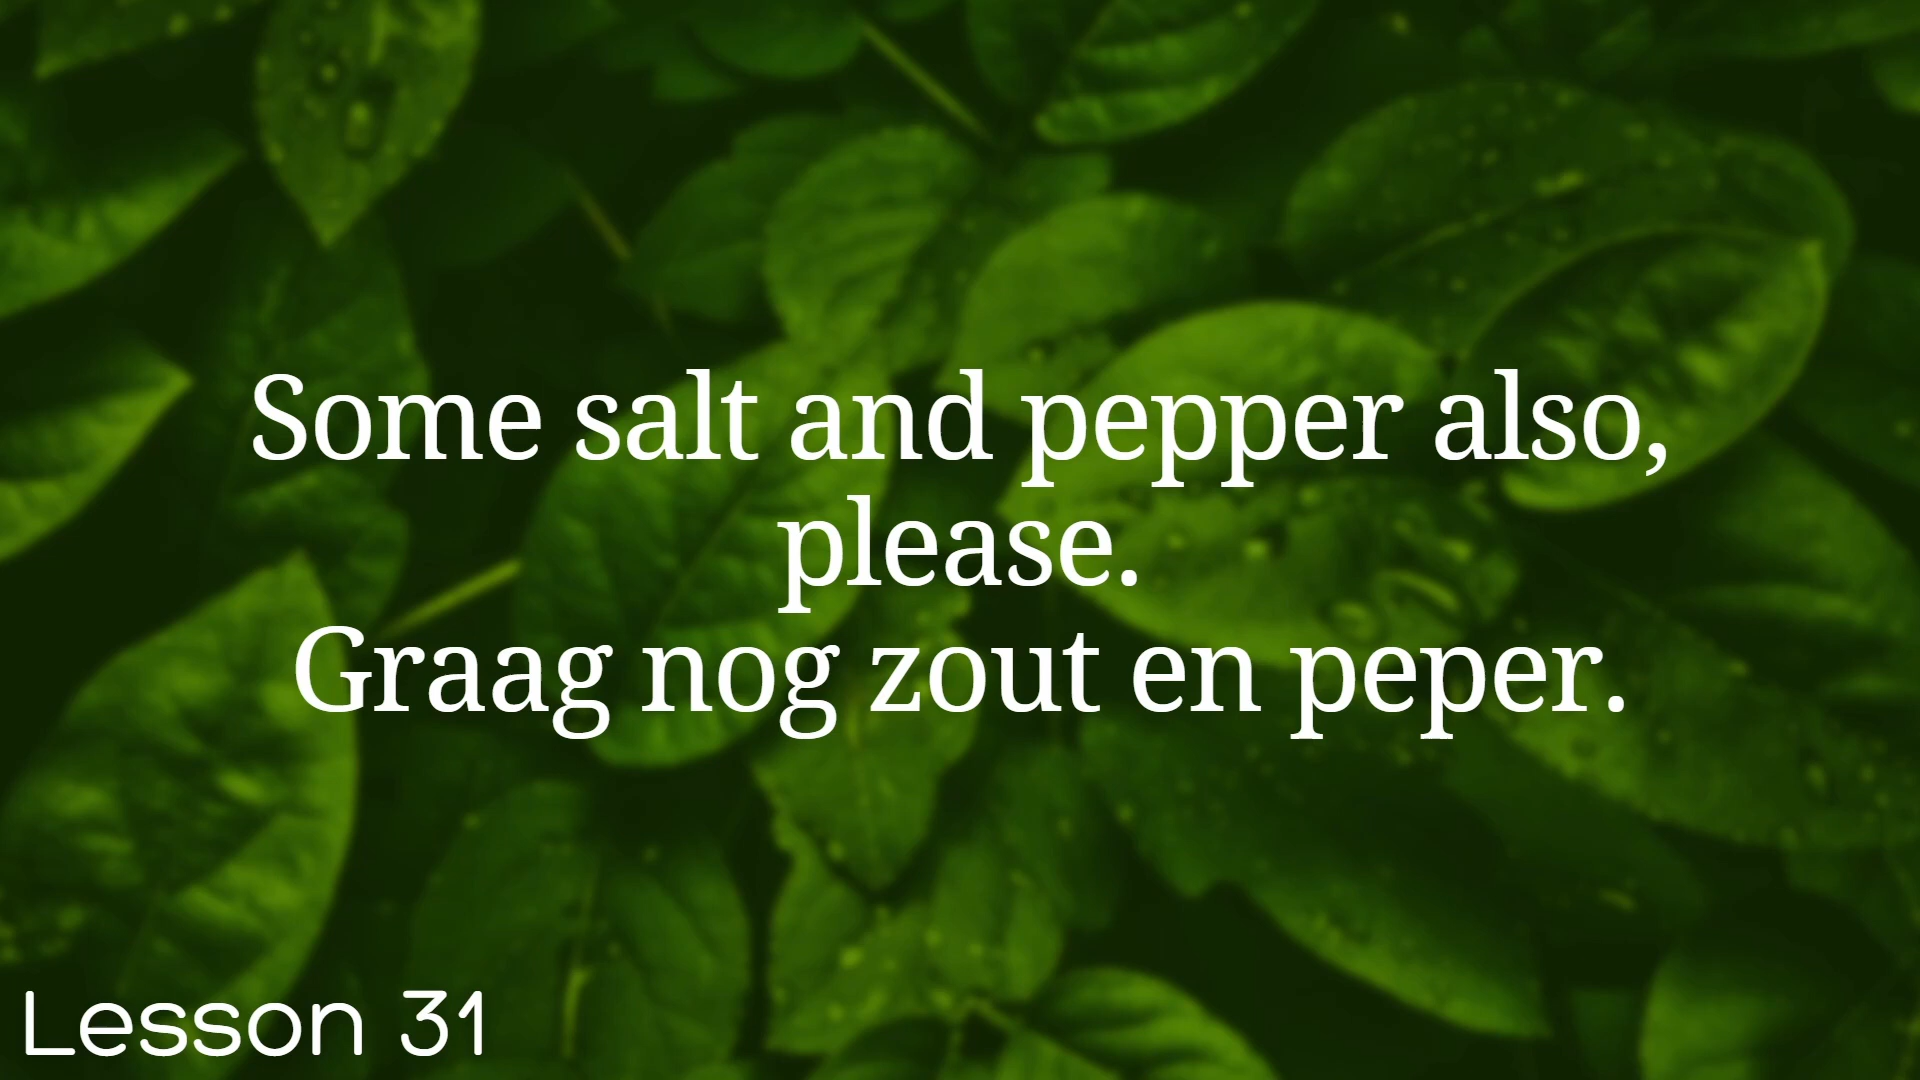 Some salt and pepper also,
please.
Graag nog zout en peper.
Lesson 31